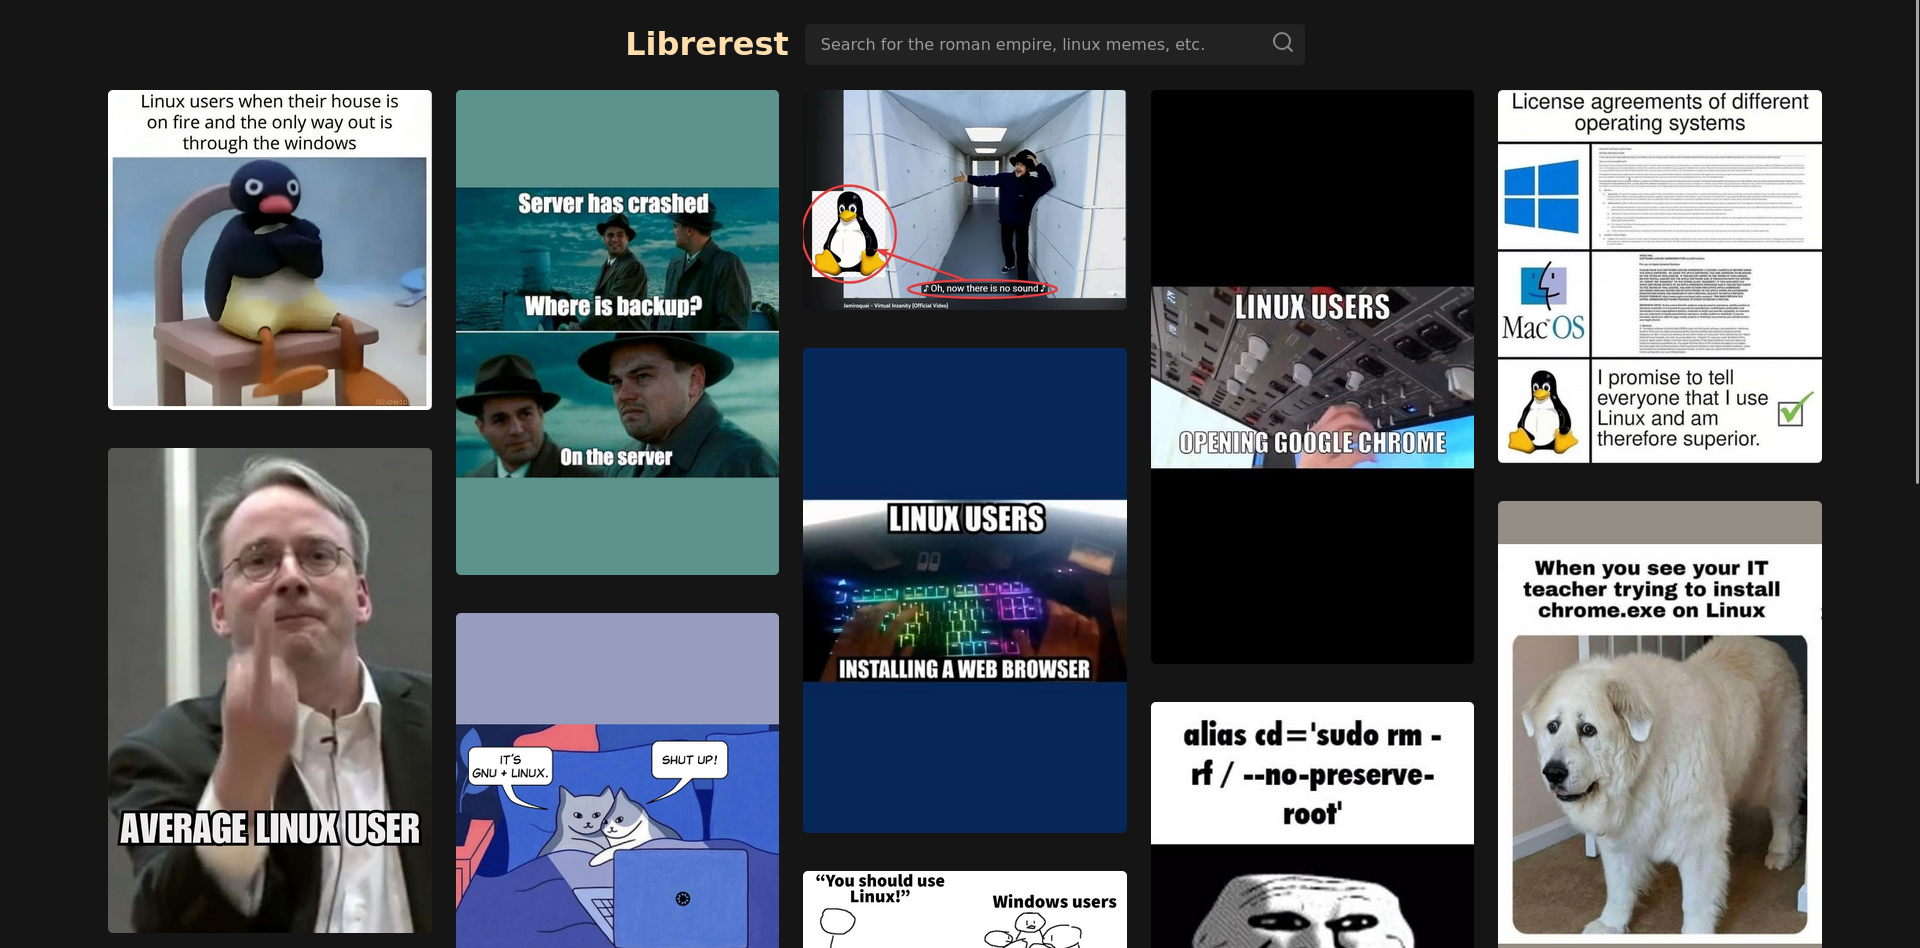 Librerest
Search for the roman empire, linux memes, etc.
Linux users when their house is
on fire and the only way out is
through the windows
AVERAGE LINUX USER
Server has crashed
Where is backup?
On the server
IT'S
GNU + LINUX.
SHUT UP!
♪ Oh, now there is no sound ♪
Jamiroquai - Virtual Insanity (Official Video)
LINUX USERS
INSTALLING A WEB BROWSER
“You should use
Linux!”
Windows users
LINUX USERS
OPENING GOOGLE CHROME
alias cd='sudo rm -
rf / --no-preserve-
root'
License agreements of different
operating systems
Mac™OS
I promise to tell
everyone that I use
Linux and am
therefore superior.
When you see your IT
teacher trying to install
chrome.exe on Linux